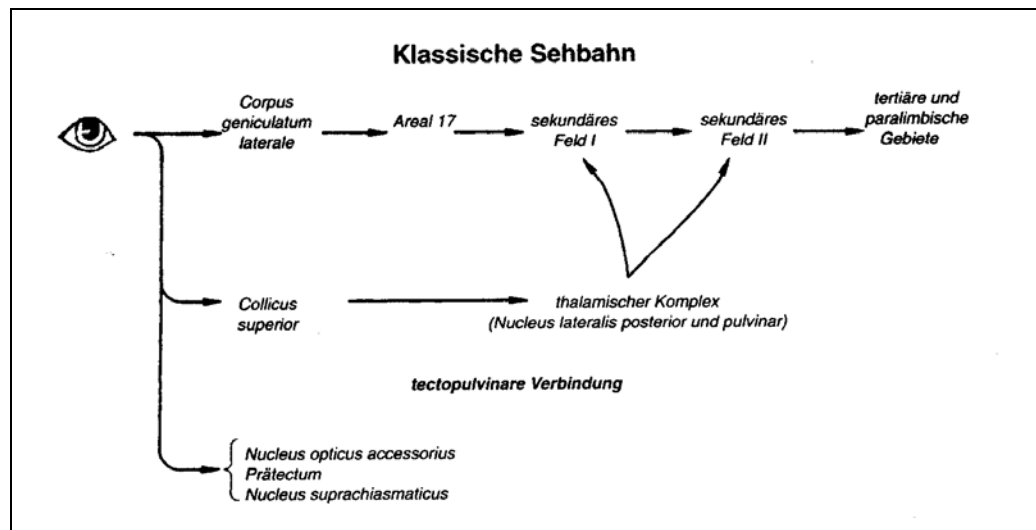 Klassische Sehbahn
Corpus
geniculatum
laterale
Areal 17
sekundäres
Feld I
sekundäres
Feld II
tertiäre und
paralimbische
Gebiete
Collicus
superior
thalamischer Komplex
(Nucleus lateralis posterior und pulvinar)
tectopulvinare Verbindung
Nucleus opticus accessorius
Prätectum
Nucleus suprachiasmaticus